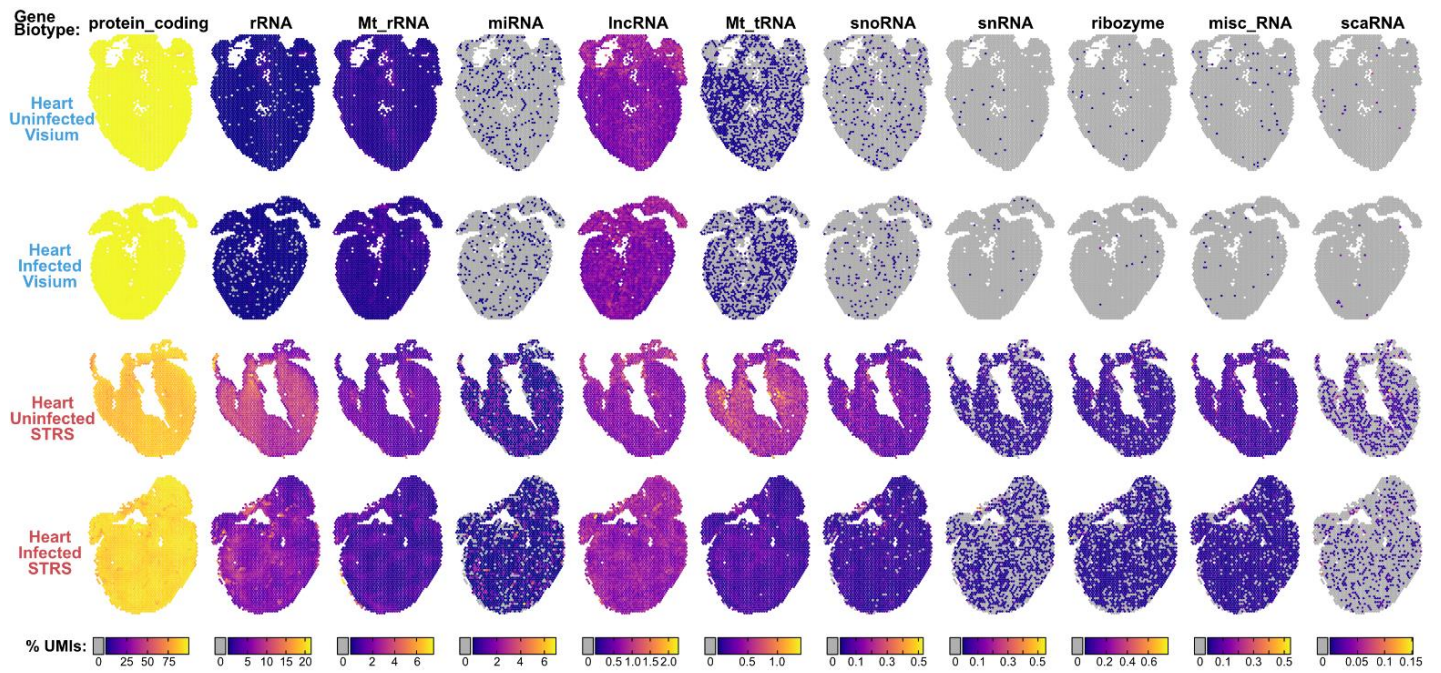 Gene
Biotype: protein_coding rRNA Mt_rRNA miRNA lncRNA Mt_tRNA snoRNA snRNA ribozyme misc_RNA scaRNA
Heart
Uninfected
Visium
Heart
Infected
Visium
Heart
Uninfected
STRS
Heart
Infected
STRS
% UMIs: 0 25 50 75 0 5 10 15 20 0 2 4 6 0 2 4 6 0 0.5 1.0 1.5 2.0 0 0.5 1.0 0 0.1 0.3 0.5 0 0.1 0.3 0.5 0 0.2 0.4 0.6 0 0.1 0.3 0.5 0 0.05 0.1 0.15